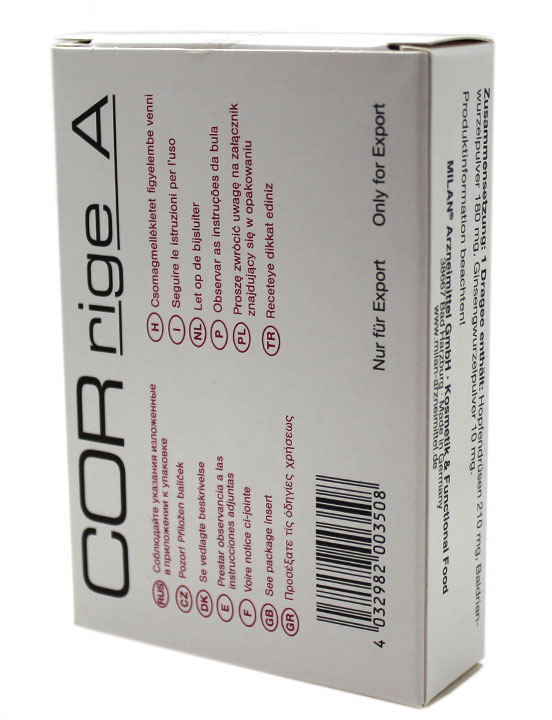 COR rige A
RUS Соблюдайте указания изложенные
в приложении к упаковке
CZ Pozor! Přiložen balíček
DK Se vedlagte beskrivelse
E Prestar observancia a las
instrucciones adjuntas
F Voire notice ci-jointe
GB See package insert
GR Προσέξατε τίς όδηγίες χρήσεως
H Csomagmellékletet figyelembe venni
I Seguire le istruzioni per l'uso
NL Let op de bijsluiter
P Observar as instruções da bula
PL Proszę zwrócić uwagę na załącznik
znajdujący się w opakowaniu
TR Receteye dikkat ediniz
Nur für Export Only for Export
4 032982 003508
Zusammensetzung: 1 Dragee enthält: Hopfendrüsen 210 mg, Baldrian-
wurzelpulver 180 mg, Ginsengwurzelpulver 10 mg.
Produktinformation beachten!
MILAN® Arzneimittel GmbH · Kosmetik & Functional Food
38667 Bad Harzburg · Made in Germany
www.milan-arzneimittel.de